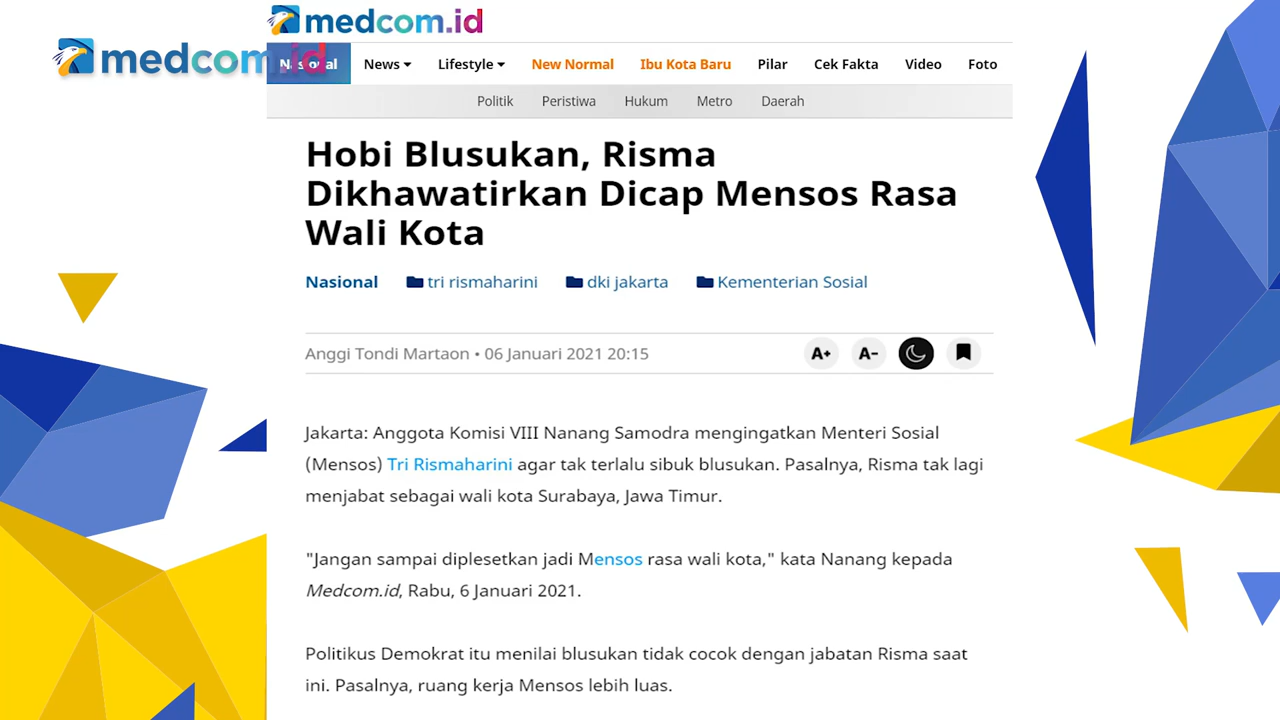 medcom.id
medcom.id
Nasional News Lifestyle New Normal Ibu Kota Baru Pilar Cek Fakta Video Foto
Politik Peristiwa Hukum Metro Daerah
Hobi Blusukan, Risma
Dikhawatirkan Dicap Mensos Rasa
Wali Kota
Nasional tri rismaharini dki jakarta Kementerian Sosial
Anggi Tondi Martaon • 06 Januari 2021 20:15 A+ A-
Jakarta: Anggota Komisi VIII Nanang Samodra mengingatkan Menteri Sosial
(Mensos) Tri Rismaharini agar tak terlalu sibuk blusukan. Pasalnya, Risma tak lagi
menjabat sebagai wali kota Surabaya, Jawa Timur.
"Jangan sampai diplesetkan jadi Mensos rasa wali kota," kata Nanang kepada
Medcom.id, Rabu, 6 Januari 2021.
Politikus Demokrat itu menilai blusukan tidak cocok dengan jabatan Risma saat
ini. Pasalnya, ruang kerja Mensos lebih luas.